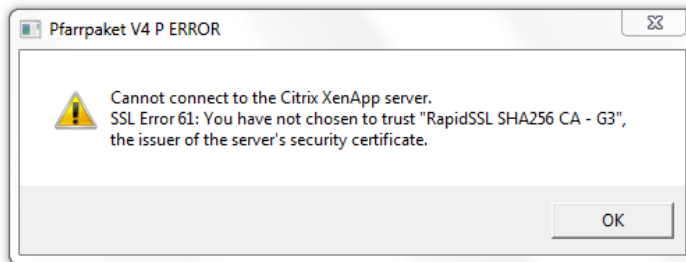 Pfarrpaket V4 P ERROR
Cannot connect to the Citrix XenApp server.
SSL Error 61: You have not chosen to trust "RapidSSL SHA256 CA - G3",
the issuer of the server's security certificate.
OK